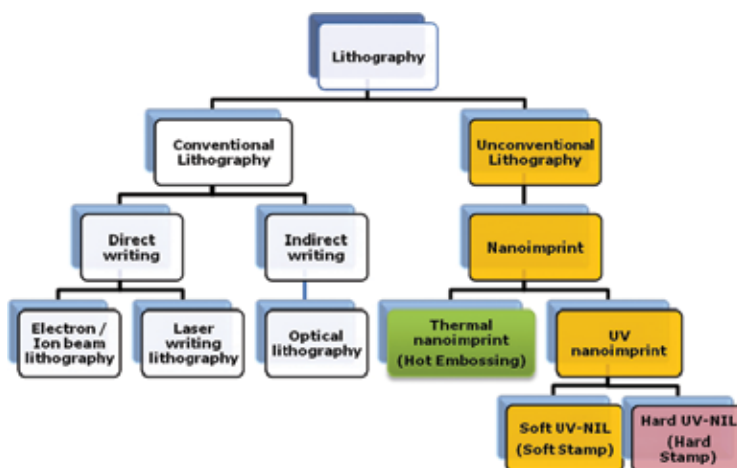 Lithography
Conventional
Lithography
Unconventional
Lithography
Direct
writing
Indirect
writing
Nanoimprint
Electron /
Ion beam
lithography
Laser
writing
lithography
Optical
lithography
Thermal
nanoimprint
(Hot Embossing)
UV
nanoimprint
Soft UV-NIL
(Soft Stamp)
Hard UV-NIL
(Hard
Stamp)